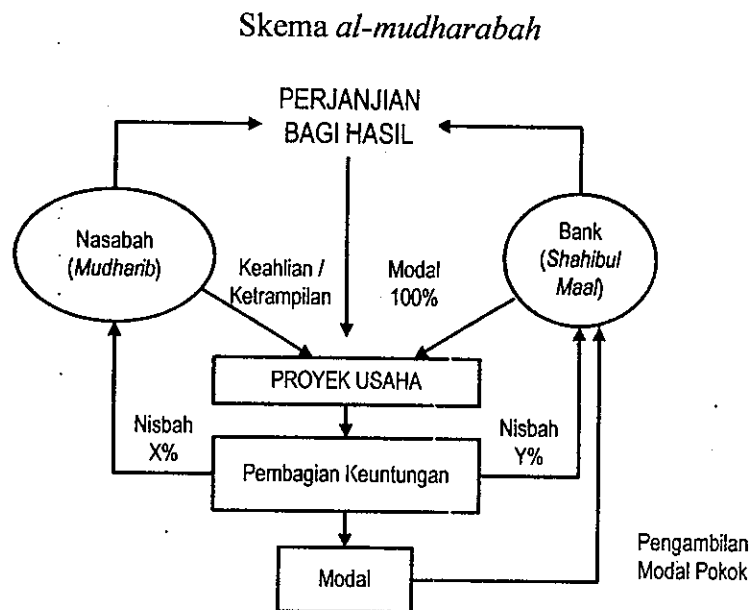 Skema al-mudharabah
PERJANJIAN
BAGI HASIL
Nasabah
(Mudharib)
Keahlian /
Ketrampilan
Modal
100%
Bank
(Shahibul
Maal)
PROYEK USAHA
Nisbah
X%
Pembagian Keuntungan
Nisbah
Y%
Modal
Pengambilan
Modal Pokok